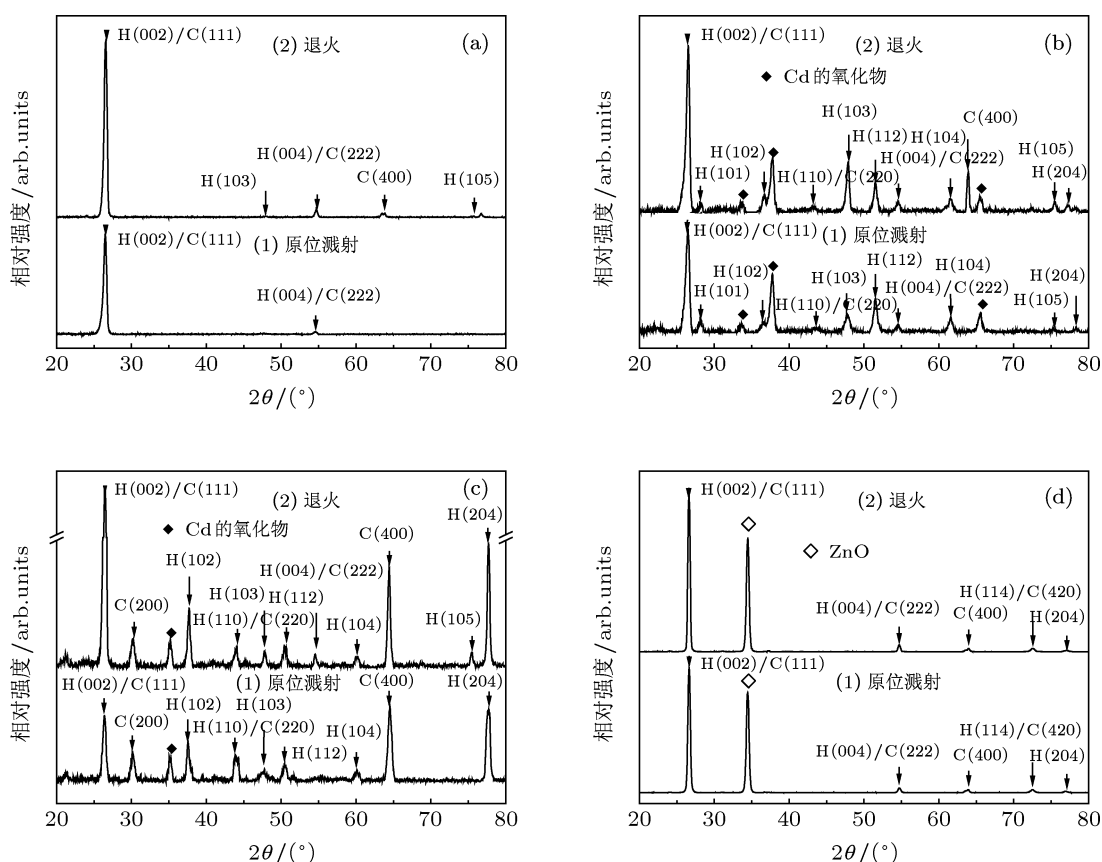 H(002)/C(111)
(2) 退火
(a)
H(004)/C(222)
H(103)
C(400)
H(105)
H(002)/C(111)
(1) 原位溅射
H(004)/C(222)
相对强度/arb.units
20 30 40 50 60 70 80
2θ/(°)
H(002)/C(111)
(2) 退火
(b)
◆ Cd的氧化物
H(103)
C(400)
H(112)
H(104)
H(102)
H(105)
H(004)/C(222)
H(101)
H(110)/C(220)
H(204)
H(002)/C(111)
(1) 原位溅射
H(112)
H(102)
H(103)
H(104)
H(204)
H(101)
H(004)/C(222)
H(110)/C(220)
H(105)
相对强度/arb.units
20 30 40 50 60 70 80
2θ/(°)
H(002)/C(111)
(2) 退火
(c)
◆ Cd的氧化物
H(204)
C(400)
H(102)
H(004)/C(222)
C(200)
H(103)
H(112)
H(110)/C(220)
H(104)
H(105)
H(002)/C(111)
(1) 原位溅射
C(400)
H(204)
H(102)
H(103)
C(200)
H(110)/C(220)
H(104)
H(112)
相对强度/arb.units
20 30 40 50 60 70 80
2θ/(°)
H(002)/C(111)
(2) 退火
(d)
◇ ZnO
H(114)/C(420)
H(004)/C(222)
C(400)
H(204)
H(002)/C(111)
(1) 原位溅射
H(114)/C(420)
H(004)/C(222)
C(400)
H(204)
相对强度/arb.units
20 30 40 50 60 70 80
2θ/(°)